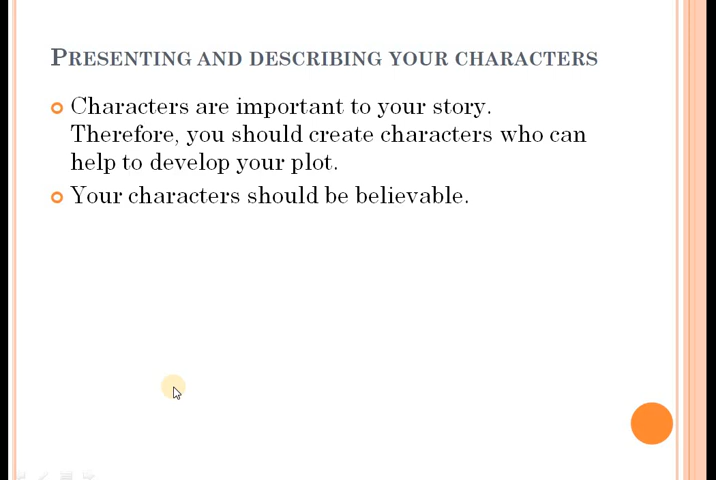 PRESENTING AND DESCRIBING YOUR CHARACTERS
Characters are important to your story.
Therefore, you should create characters who can
help to develop your plot.
Your characters should be believable.